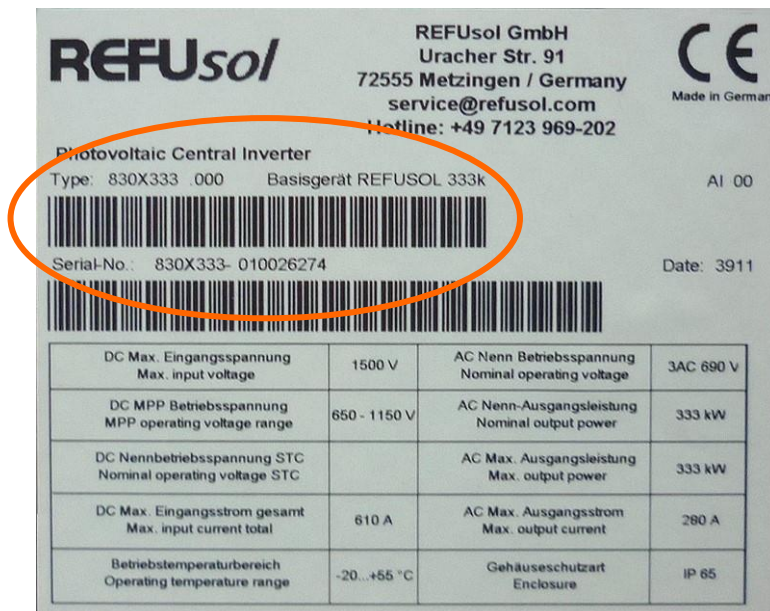 REFUsol
REFUsol GmbH
Uracher Str. 91
72555 Metzingen / Germany
service@refusol.com
Hotline: +49 7123 969-202
CE
Made in German
Photovoltaic Central Inverter
Type: 830X333 .000 Basisgerät REFUSOL 333k
AI 00
Serial-No.: 830X333- 010026274
Date: 3911
DC Max. Eingangsspannung
Max. input voltage
1500 V
AC Nenn Betriebsspannung
Nominal operating voltage
3AC 690 V
DC MPP Betriebsspannung
MPP operating voltage range
650 - 1150 V
AC Nenn-Ausgangsleistung
Nominal output power
333 kW
DC Nennbetriebsspannung STC
Nominal operating voltage STC
AC Max. Ausgangsleistung
Max. output power
333 kW
DC Max. Eingangsstrom gesamt
Max. input current total
610 A
AC Max. Ausgangsstrom
Max. output current
280 A
Betriebstemperaturbereich
Operating temperature range
-20...+55 °C
Gehäuseschutzart
Enclosure
IP 65